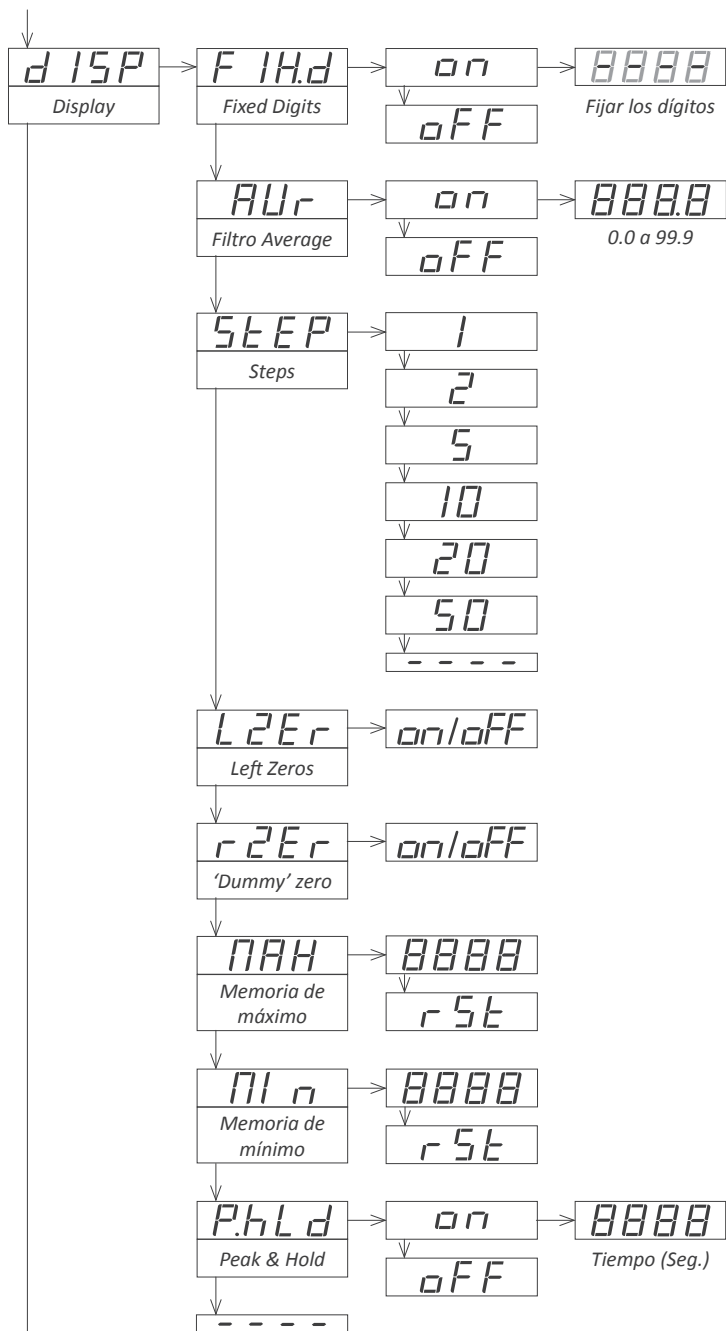 dISP
Display
FIH.d
Fixed Digits
on
oFF
----
Fijar los dígitos
AUr
Filtro Average
on
oFF
888.8
0.0 a 99.9
StEP
Steps
1
2
5
10
20
50
----
L2Er
Left Zeros
on/oFF
r2Er
‘Dummy’ zero
on/oFF
MAH
Memoria de
máximo
8888
rSt
MIn
Memoria de
mínimo
8888
rSt
P.hLd
Peak & Hold
on
oFF
8888
Tiempo (Seg.)
----